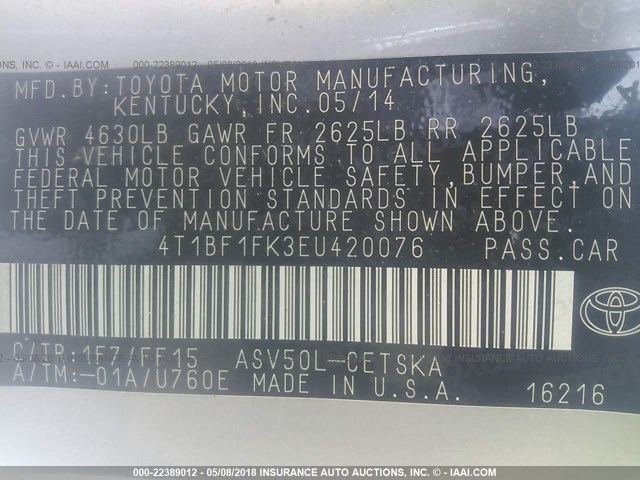 000-22389012 - 05/08/2018 INSURANCE AUTO AUCTIONS, INC. - © IAAI.COM
MFD.BY:TOYOTA MOTOR MANUFACTURING,
KENTUCKY,INC.05/14
GVWR 4630LB GAWR FR 2625LB RR 2625LB
THIS VEHICLE CONFORMS TO ALL APPLICABLE
FEDERAL MOTOR VEHICLE SAFETY,BUMPER,AND
THEFT PREVENTION STANDARDS IN EFFECT ON
THE DATE OF MANUFACTURE SHOWN ABOVE.
4T1BF1FK3EU420076 PASS.CAR
C/TR:1F7/FF15 ASV50L-CETSKA
A/TM:-01A/U760E MADE IN U.S.A. 16216
000-22389012 - 05/08/2018 INSURANCE AUTO AUCTIONS, INC. - © IAAI.COM